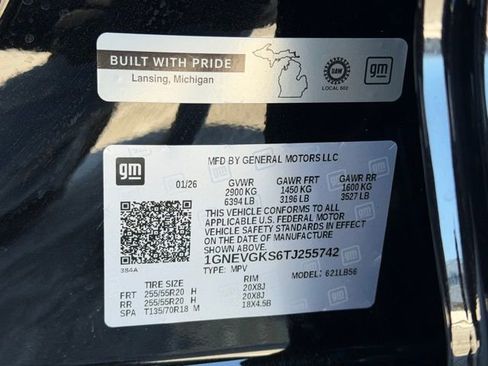 BUILT WITH PRIDE
Lansing, Michigan
UAW
LOCAL 602
gm
gm
MFD BY GENERAL MOTORS LLC
01/26 GVWR GAWR FRT GAWR RR
2900 KG 1450 KG 1600 KG
6394 LB 3196 LB 3527 LB
THIS VEHICLE CONFORMS TO ALL
APPLICABLE U.S. FEDERAL MOTOR
VEHICLE SAFETY STANDARDS IN EFFECT
ON THE DATE OF MANUFACTURE SHOWN ABOVE.
1GNEVGKS6TJ255742
TYPE: MPV MODEL: 621LB56
384A
TIRE SIZE RIM
FRT 255/55R20 H 20X8J
RR 255/55R20 H 20X8J
SPA T135/70R18 M 18X4.5B